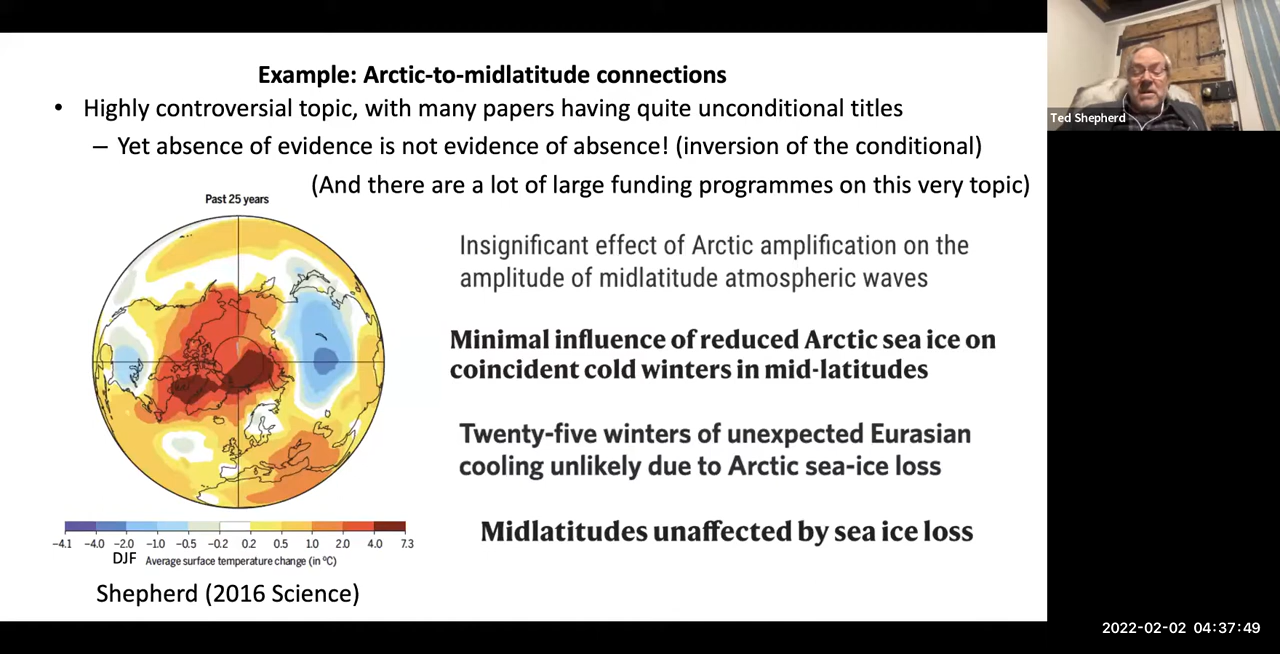 Example: Arctic-to-midlatitude connections
• Highly controversial topic, with many papers having quite unconditional titles
– Yet absence of evidence is not evidence of absence! (inversion of the conditional)
(And there are a lot of large funding programmes on this very topic)
Past 25 years
Insignificant effect of Arctic amplification on the
amplitude of midlatitude atmospheric waves
Minimal influence of reduced Arctic sea ice on
coincident cold winters in mid-latitudes
Twenty-five winters of unexpected Eurasian
cooling unlikely due to Arctic sea-ice loss
Midlatitudes unaffected by sea ice loss
-4.1 -4.0 -2.0 -1.0 -0.5 -0.2 0.2 0.5 1.0 2.0 4.0 7.3
DJF Average surface temperature change (in °C)
Shepherd (2016 Science)
Ted Shepherd
2022-02-02 04:37:49